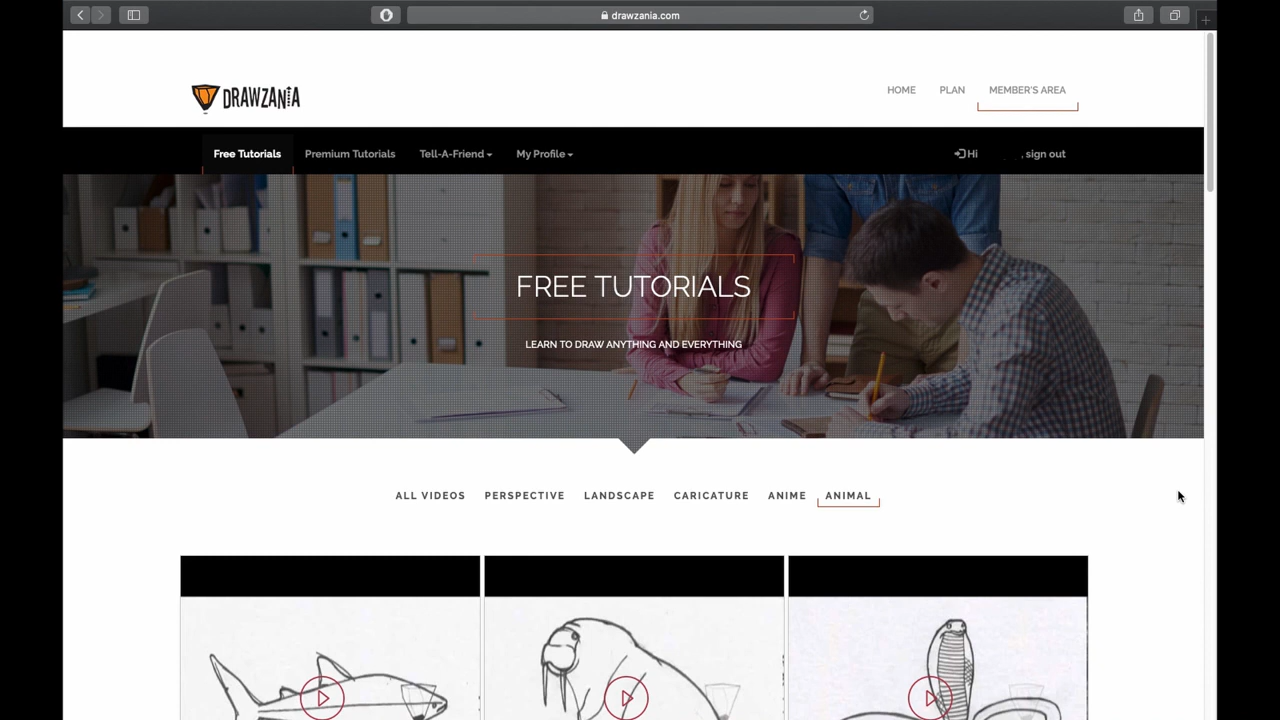 drawzania.com
DRAWZANIA
HOME PLAN MEMBER'S AREA
Free Tutorials Premium Tutorials Tell-A-Friend My Profile Hi , sign out
FREE TUTORIALS
LEARN TO DRAW ANYTHING AND EVERYTHING
ALL VIDEOS PERSPECTIVE LANDSCAPE CARICATURE ANIME ANIMAL